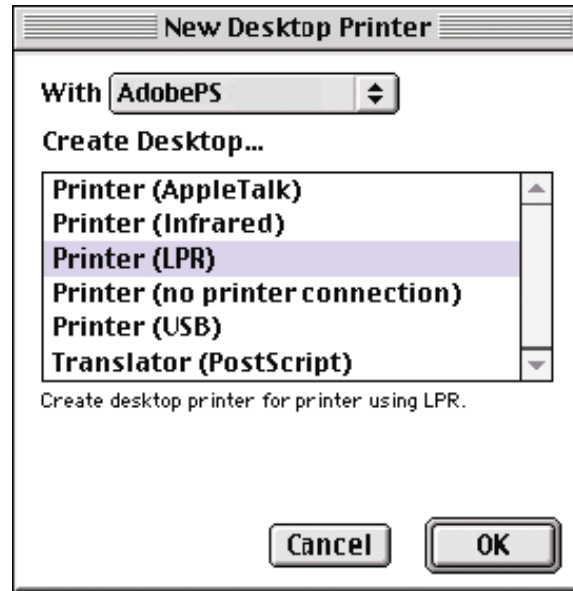 New Desktop Printer
With AdobePS
Create Desktop...
Printer (AppleTalk)
Printer (Infrared)
Printer (LPR)
Printer (no printer connection)
Printer (USB)
Translator (PostScript)
Create desktop printer for printer using LPR.
Cancel OK